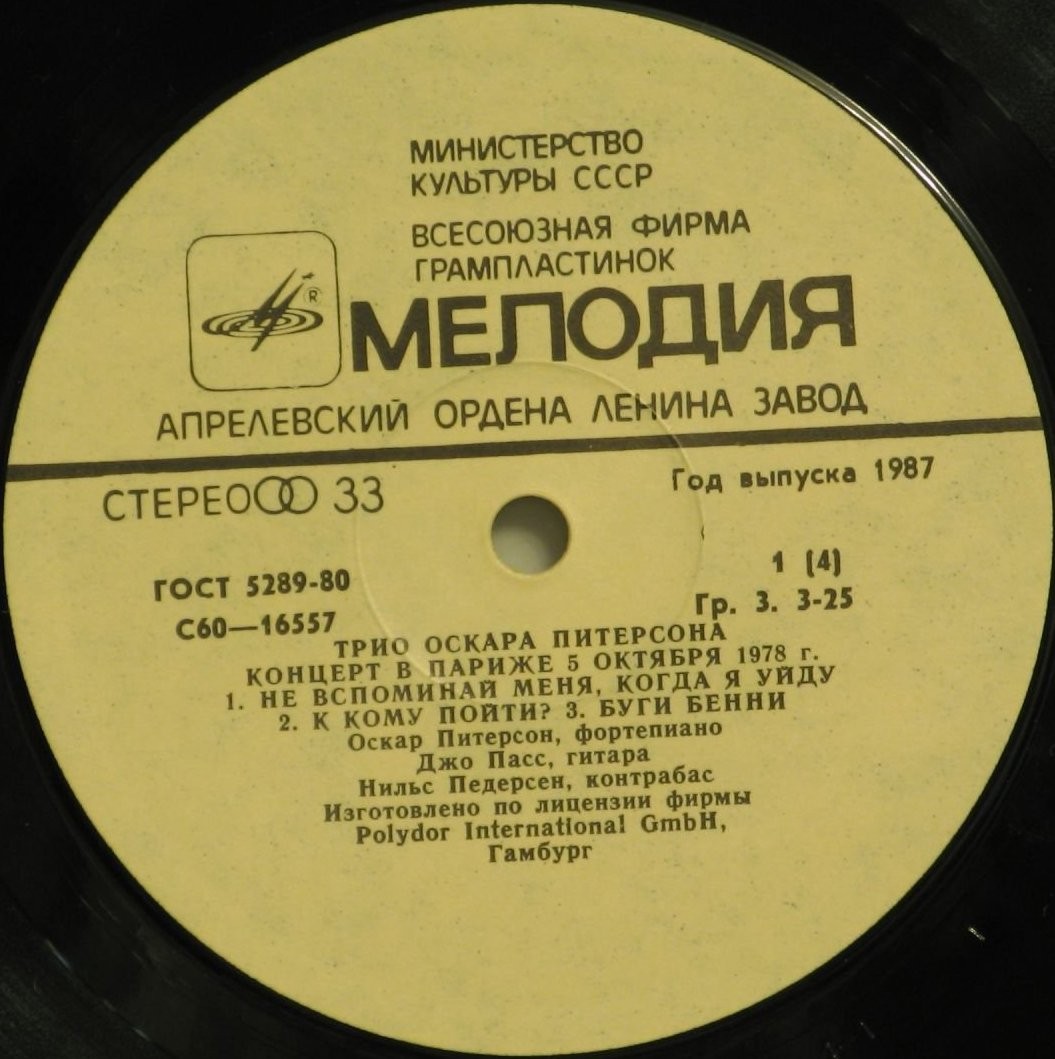 МИНИСТЕРСТВО
КУЛЬТУРЫ СССР
ВСЕСОЮЗНАЯ ФИРМА
ГРАМПЛАСТИНОК
®
МЕЛОДИЯ
АПРЕЛЕВСКИЙ ОРДЕНА ЛЕНИНА ЗАВОД
СТЕРЕО 33
Год выпуска 1987
ГОСТ 5289-80
1 (4)
С60—16557
Гр. 3. 3-25
ТРИО ОСКАРА ПИТЕРСОНА
КОНЦЕРТ В ПАРИЖЕ 5 ОКТЯБРЯ 1978 г.
1. НЕ ВСПОМИНАЙ МЕНЯ, КОГДА Я УЙДУ
2. К КОМУ ПОЙТИ? 3. БУГИ БЕННИ
Оскар Питерсон, фортепиано
Джо Пасс, гитара
Нильс Педерсен, контрабас
Изготовлено по лицензии фирмы
Polydor International GmbH,
Гамбург